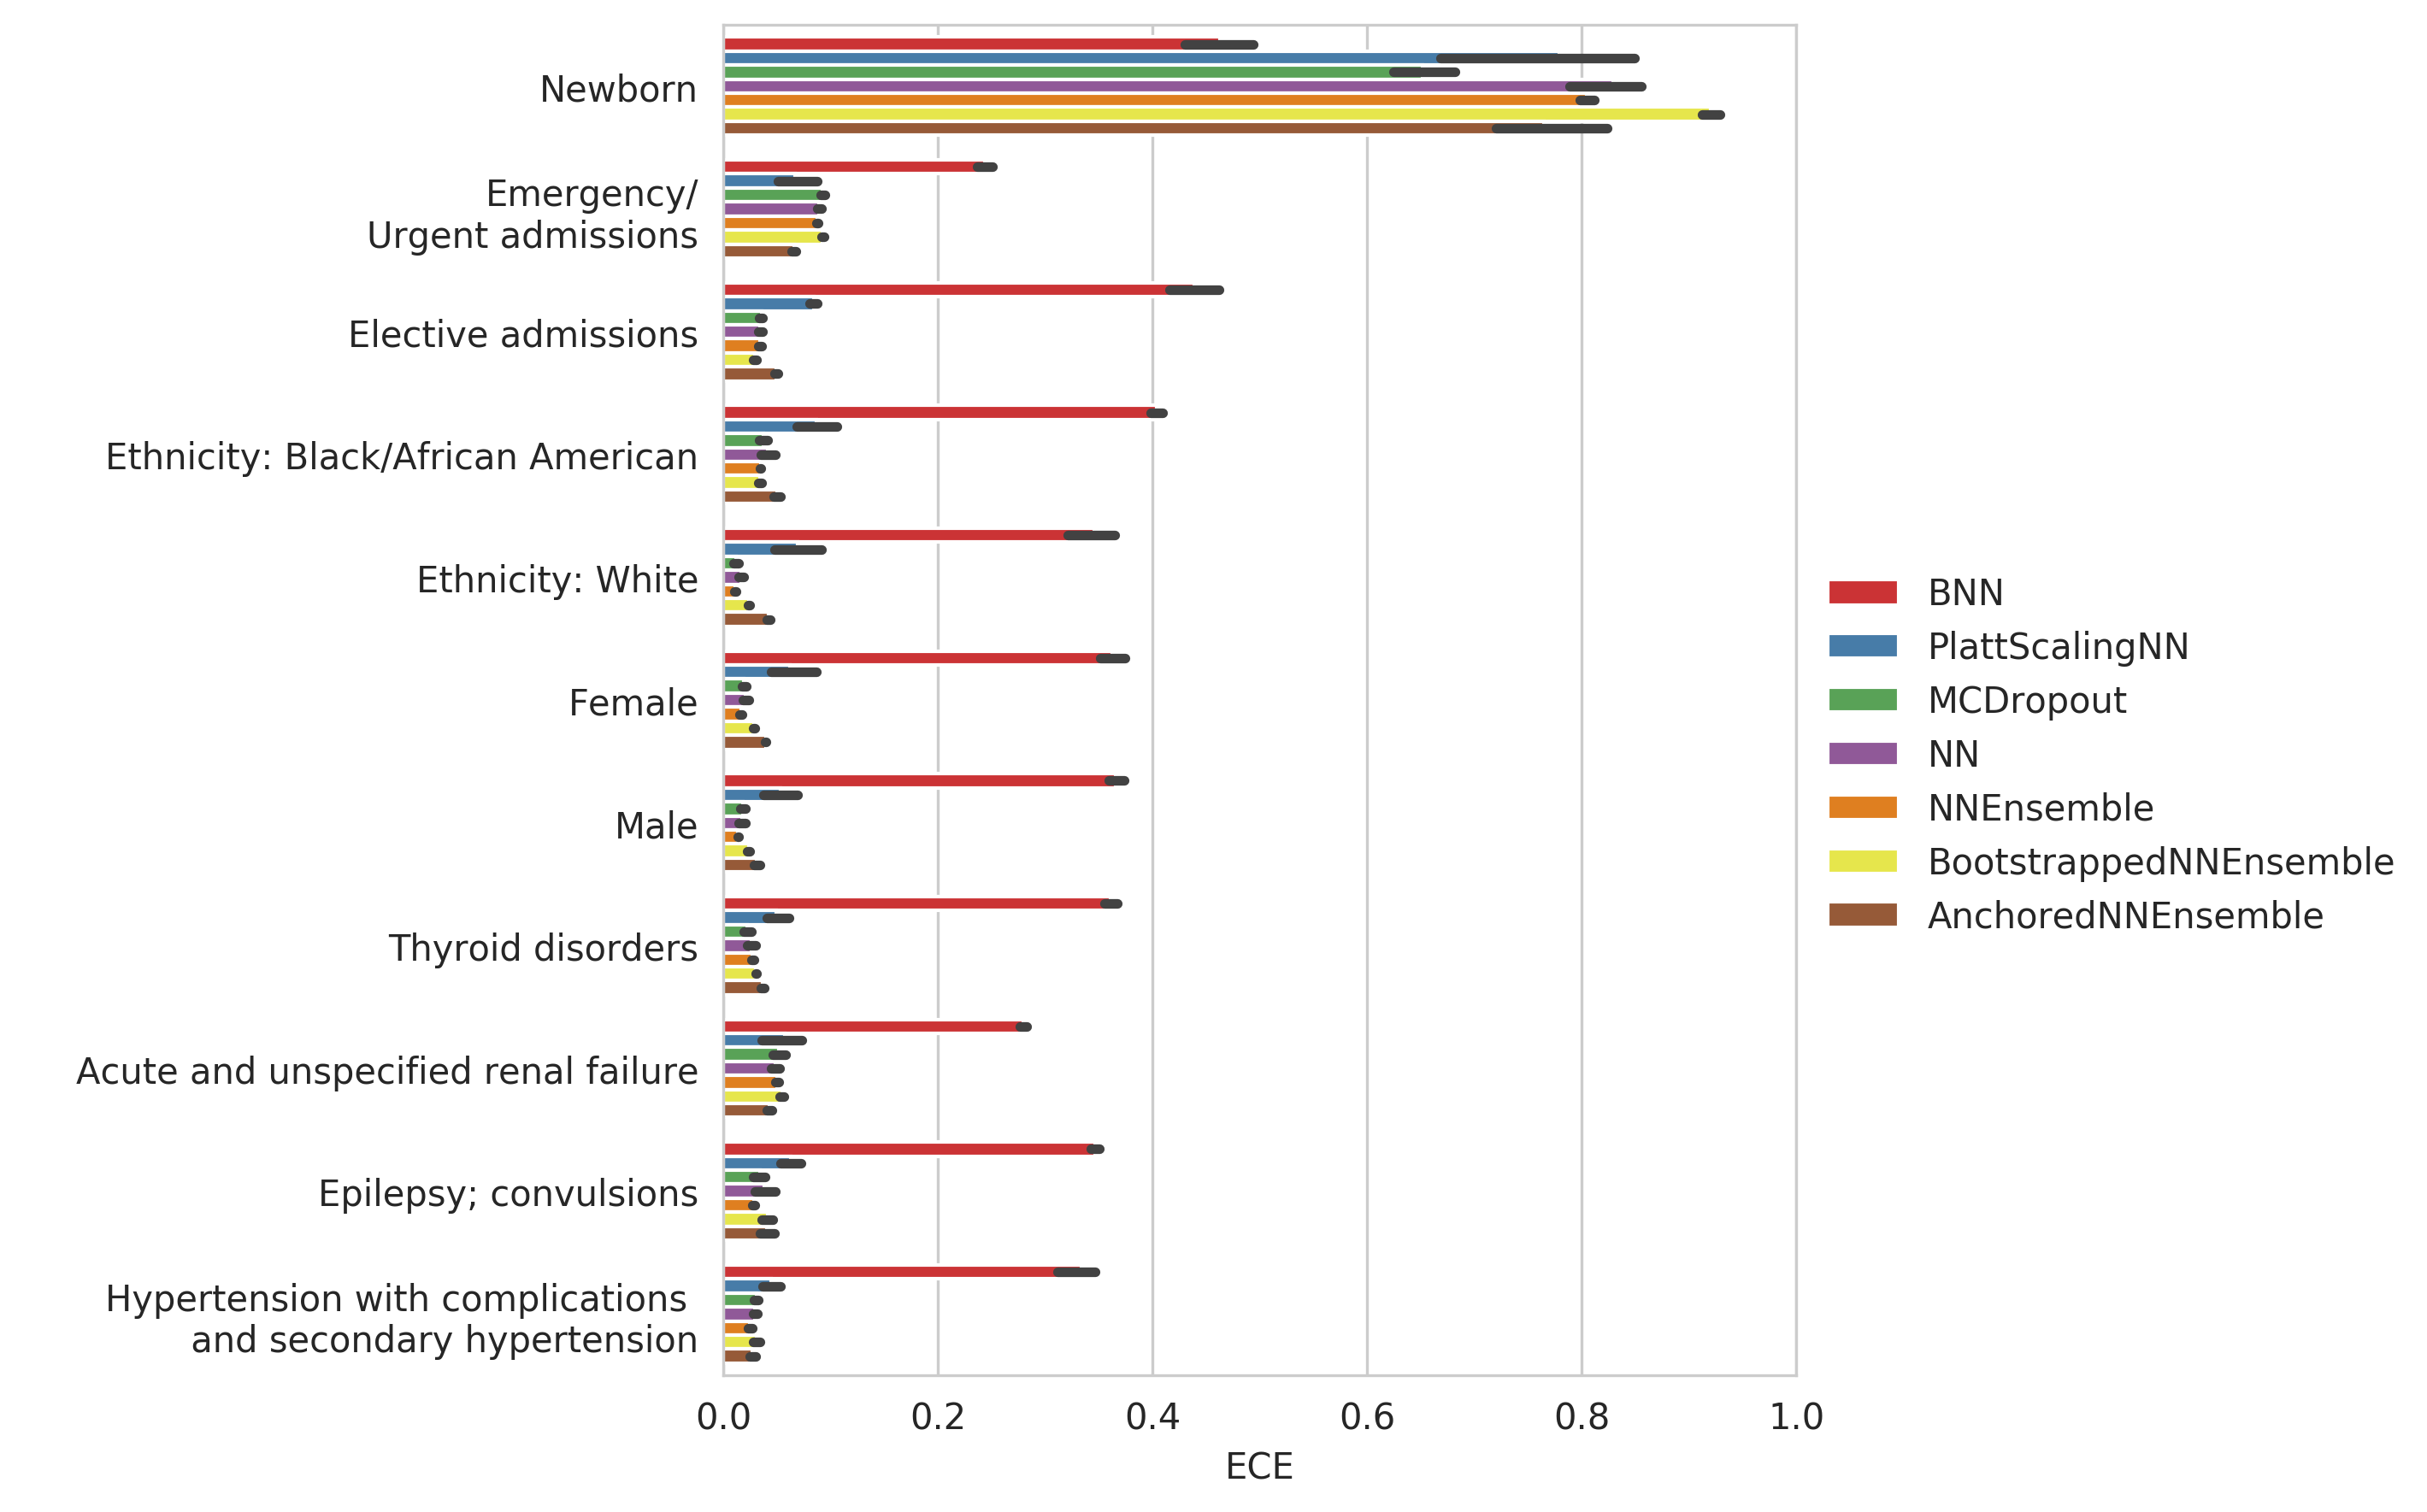 Newborn
Emergency/
Urgent admissions
Elective admissions
Ethnicity: Black/African American
Ethnicity: White
Female
Male
Thyroid disorders
Acute and unspecified renal failure
Epilepsy; convulsions
Hypertension with complications
and secondary hypertension
0.0 0.2 0.4 0.6 0.8 1.0
ECE
BNN
PlattScalingNN
MCDropout
NN
NNEnsemble
BootstrappedNNEnsemble
AnchoredNNEnsemble